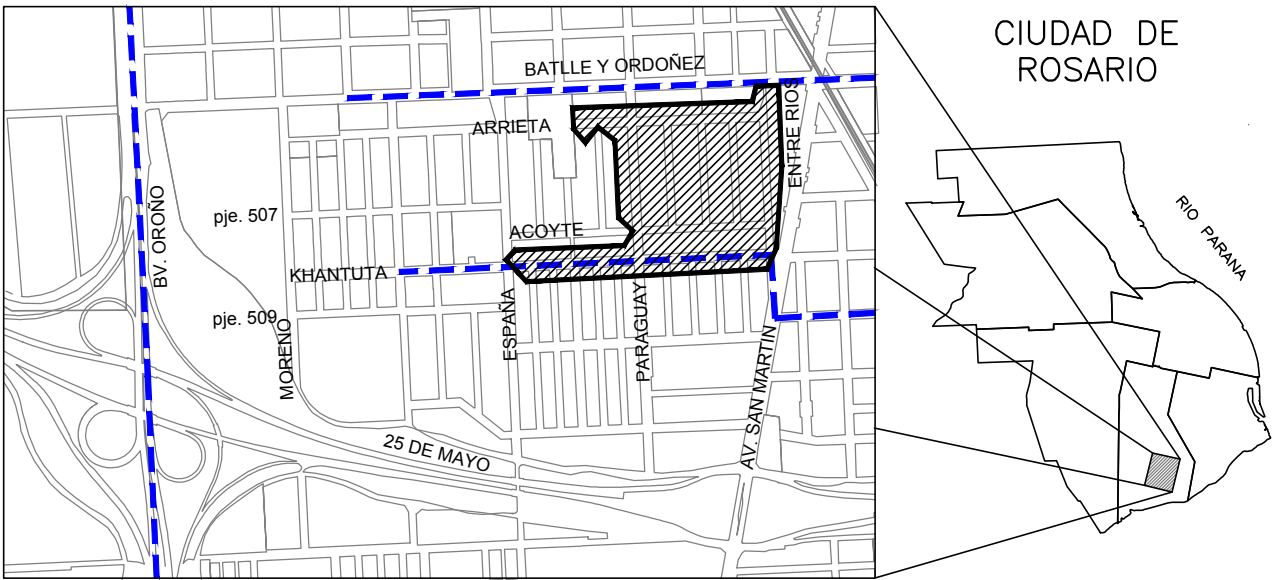 CIUDAD DE
ROSARIO
BATLLE Y ORDOÑEZ
ARRIETA
ENTRE RIOS
pje. 507
BV. OROÑO
ACOYTE
KHANTUTA
pje. 509
MORENO
ESPAÑA
PARAGUAY
AV. SAN MARTIN
25 DE MAYO
RIO PARANA